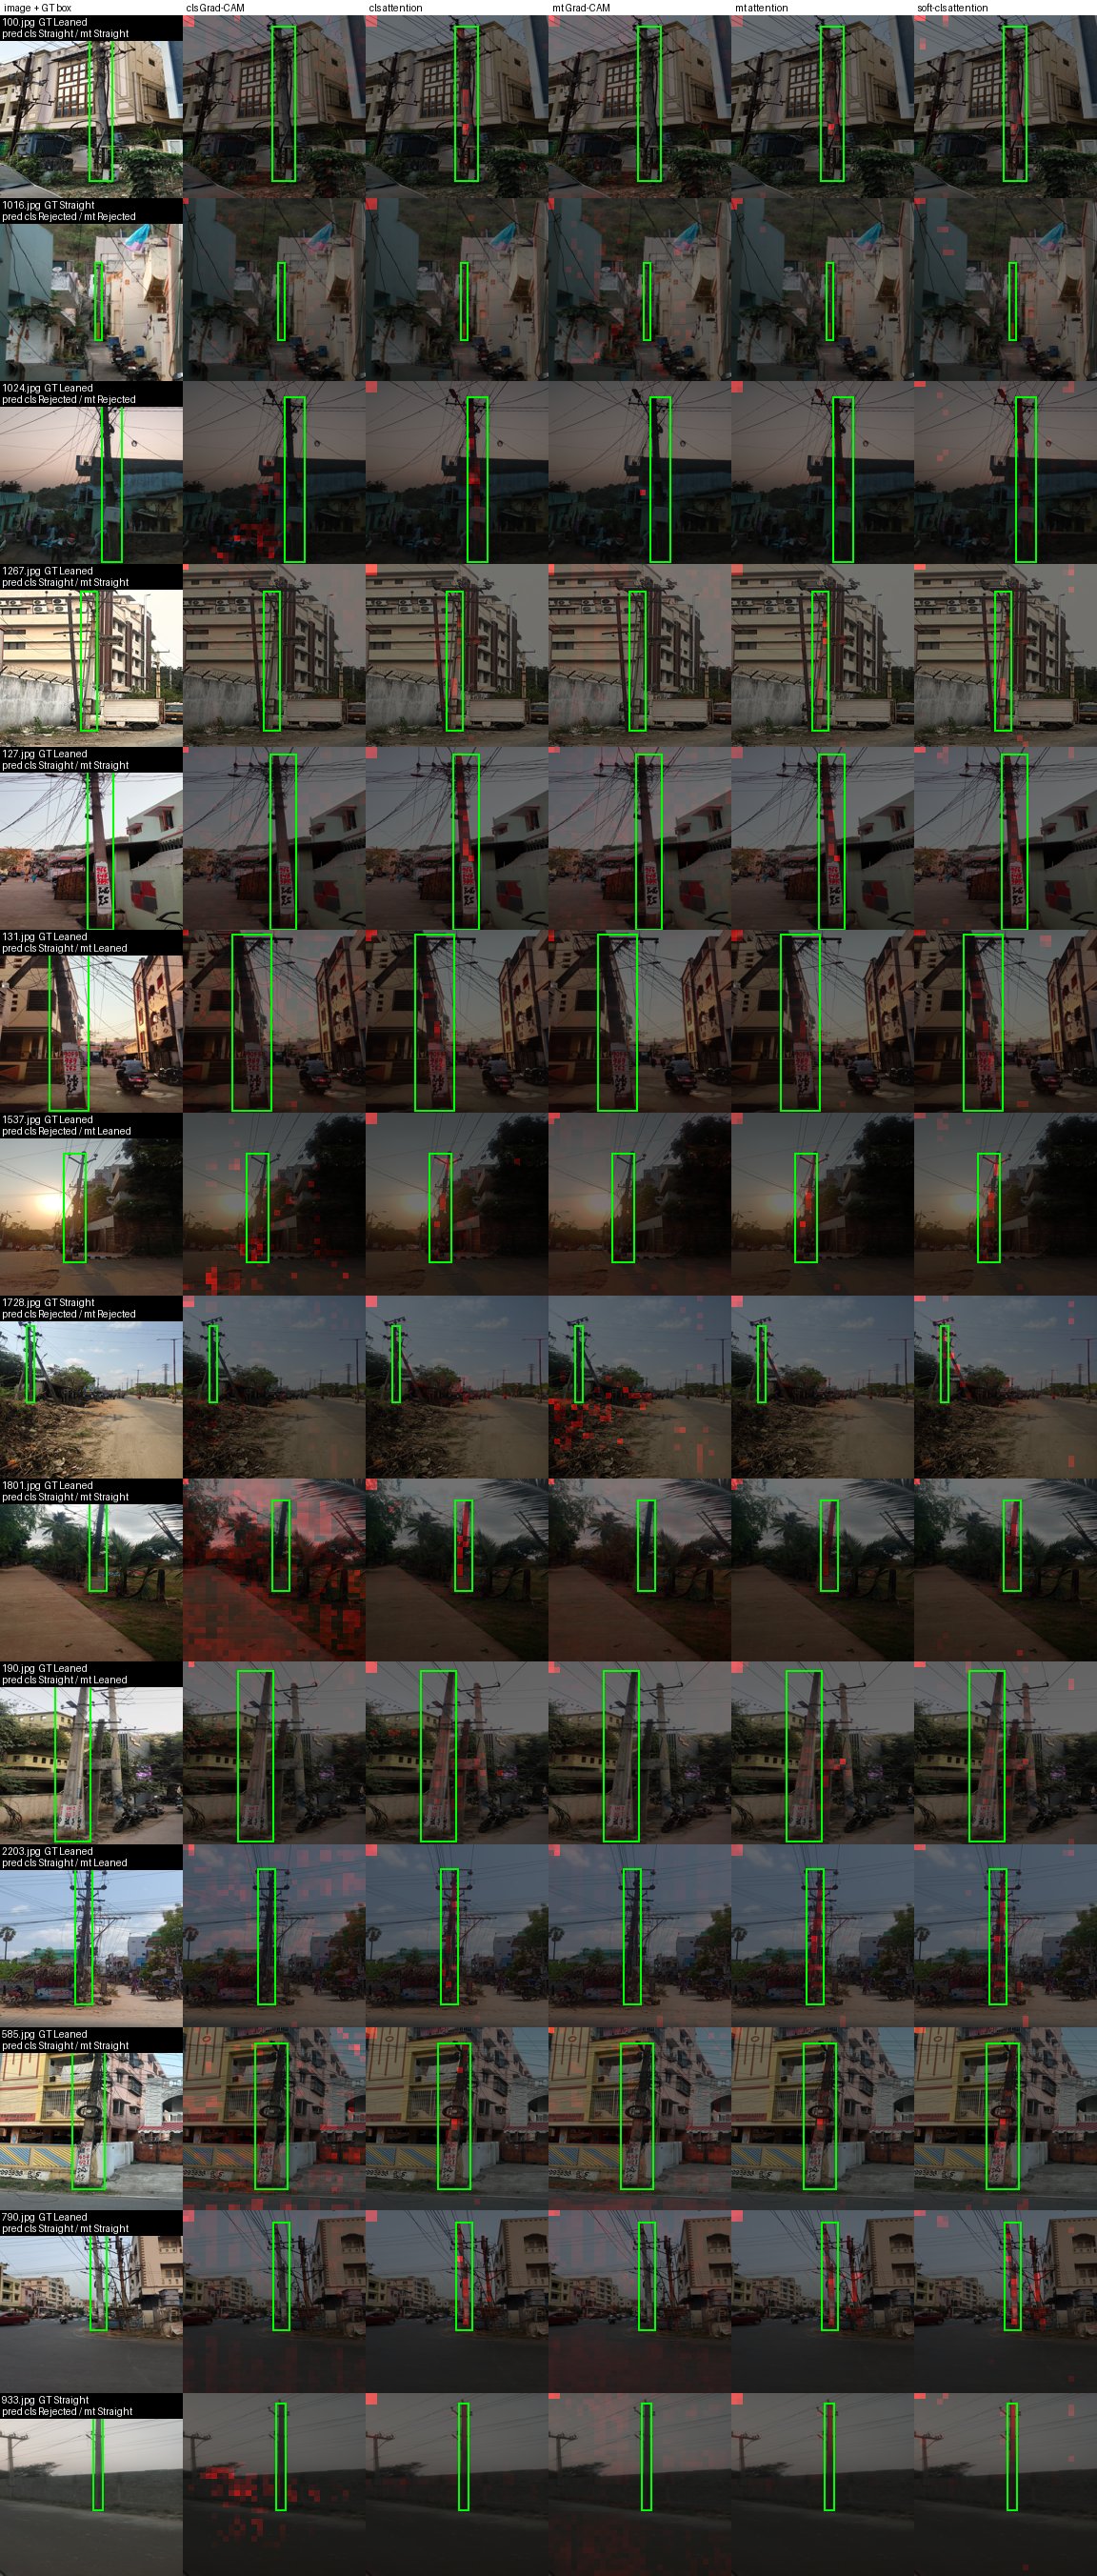 image + GT box
cls Grad-CAM
cls attention
mt Grad-CAM
mt attention
soft-cls attention
100.jpg GT Leaned
pred cls Straight / mt Straight
1016.jpg GT Straight
pred cls Rejected / mt Rejected
1024.jpg GT Leaned
pred cls Rejected / mt Rejected
1267.jpg GT Leaned
pred cls Straight / mt Straight
127.jpg GT Leaned
pred cls Straight / mt Straight
131.jpg GT Leaned
pred cls Straight / mt Leaned
1537.jpg GT Leaned
pred cls Rejected / mt Leaned
1728.jpg GT Straight
pred cls Rejected / mt Rejected
1801.jpg GT Leaned
pred cls Straight / mt Straight
190.jpg GT Leaned
pred cls Straight / mt Leaned
2203.jpg GT Leaned
pred cls Straight / mt Leaned
585.jpg GT Leaned
pred cls Straight / mt Straight
790.jpg GT Leaned
pred cls Straight / mt Straight
933.jpg GT Straight
pred cls Rejected / mt Straight